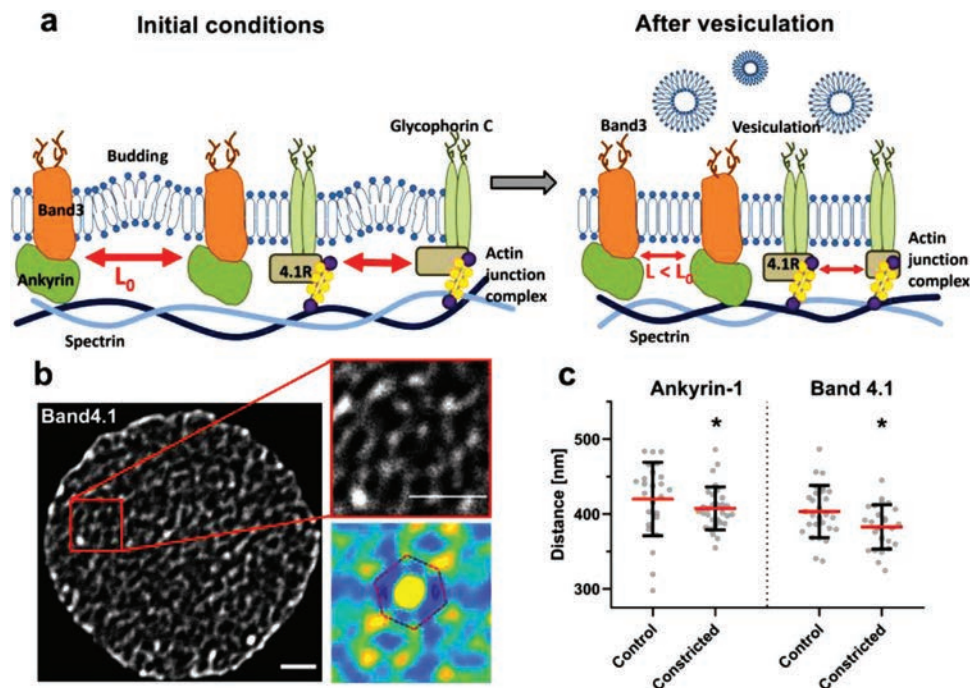 a
Initial conditions
After vesiculation
Glycophorin C
Budding
Band3
Ankyrin
L0
4.1R
Actin
junction
complex
Spectrin
Band3
Vesiculation
L < L0
4.1R
Actin
junction
complex
Spectrin
b
Band4.1
c
Ankyrin-1
Band 4.1
*
*
Distance [nm]
500
400
300
Control
Constricted
Control
Constricted